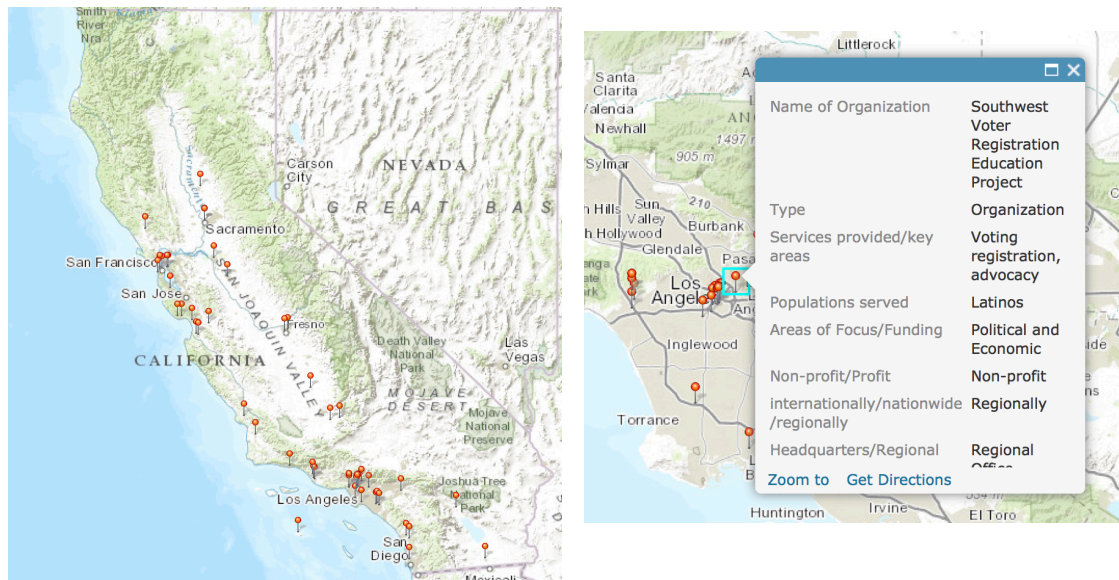 Smith
River
Nra
Carson
City
NEVADA
GREAT BAS
Sacramento
Sacramento
San Francisco
San Jose
SAN JOAQUIN VALLEY
Fresno
CALIFORNIA
Death Valley
National
Park
Las
Vegas
MOJAVE
DESERT
Mojave
National
Preserve
Los Angeles
Joshua Tree
National
Park
San
Diego
Mexicali
Littlerock
Santa
Clarita
Valencia
Newhall
1497 m
905 m
Sylmar
210
n Hills
Sun
Valley
Burbank
h Hollywood
Glendale
Pasa
Los
Angel
Inglewood
Torrance
Huntington
Irvine
El Toro
Name of Organization
Southwest
Voter
Registration
Education
Project
Type
Organization
Services provided/key
areas
Voting
registration,
advocacy
Populations served
Latinos
Areas of Focus/Funding
Political and
Economic
Non-profit/Profit
Non-profit
internationally/nationwide
/regionally
Regionally
Headquarters/Regional
Regional
Office
Zoom to
Get Directions